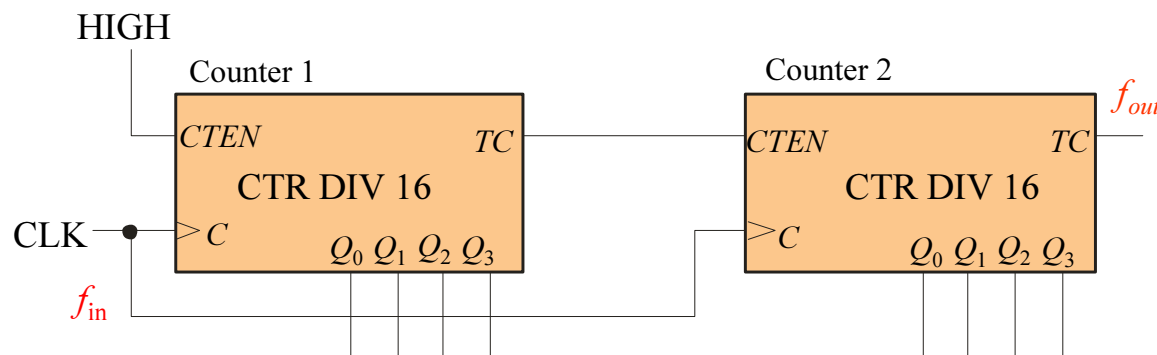 HIGH
Counter 1
Counter 2
f_out
CTEN
TC
CTEN
TC
CTR DIV 16
CTR DIV 16
CLK
C
C
Q₀ Q₁ Q₂ Q₃
Q₀ Q₁ Q₂ Q₃
f_in